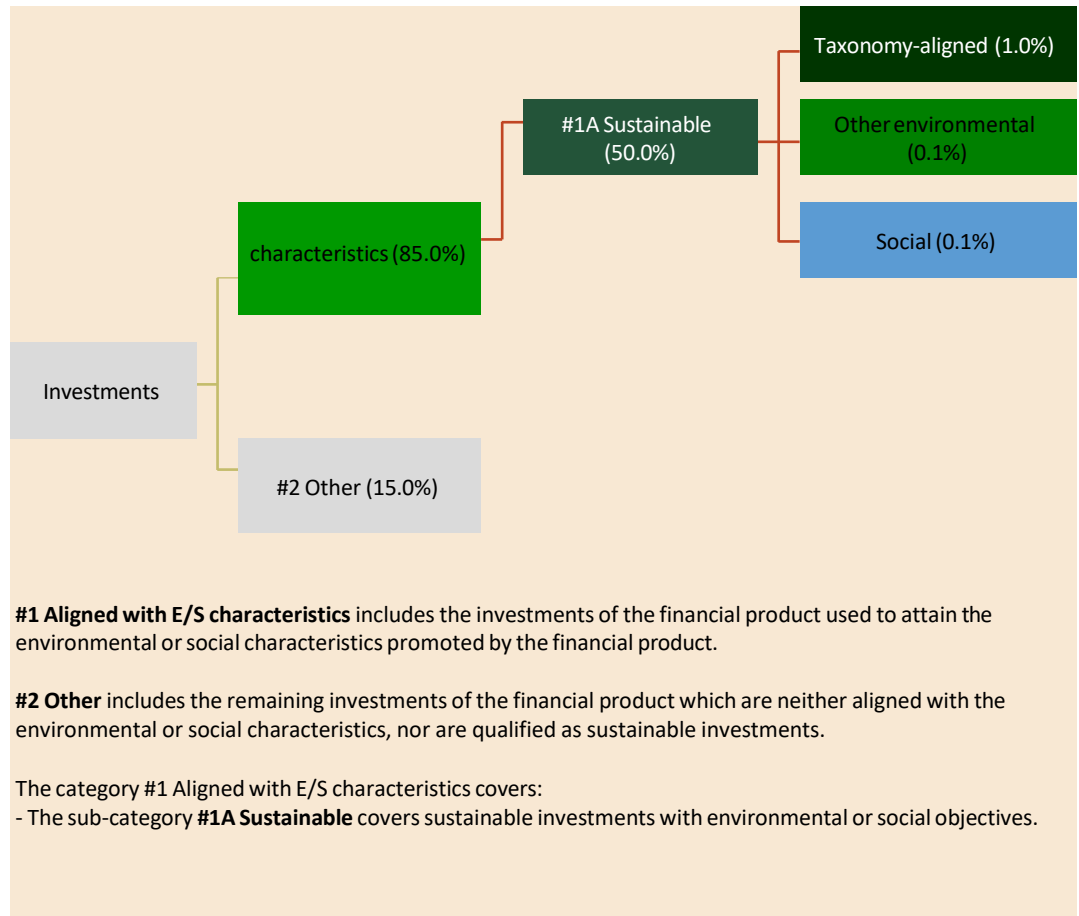 Taxonomy-aligned (1.0%)
#1A Sustainable
(50.0%)
Other environmental
(0.1%)
characteristics (85.0%)
Social (0.1%)
Investments
#2 Other (15.0%)
#1 Aligned with E/S characteristics includes the investments of the financial product used to attain the
environmental or social characteristics promoted by the financial product.
#2 Other includes the remaining investments of the financial product which are neither aligned with the
environmental or social characteristics, nor are qualified as sustainable investments.
The category #1 Aligned with E/S characteristics covers:
- The sub-category #1A Sustainable covers sustainable investments with environmental or social objectives.